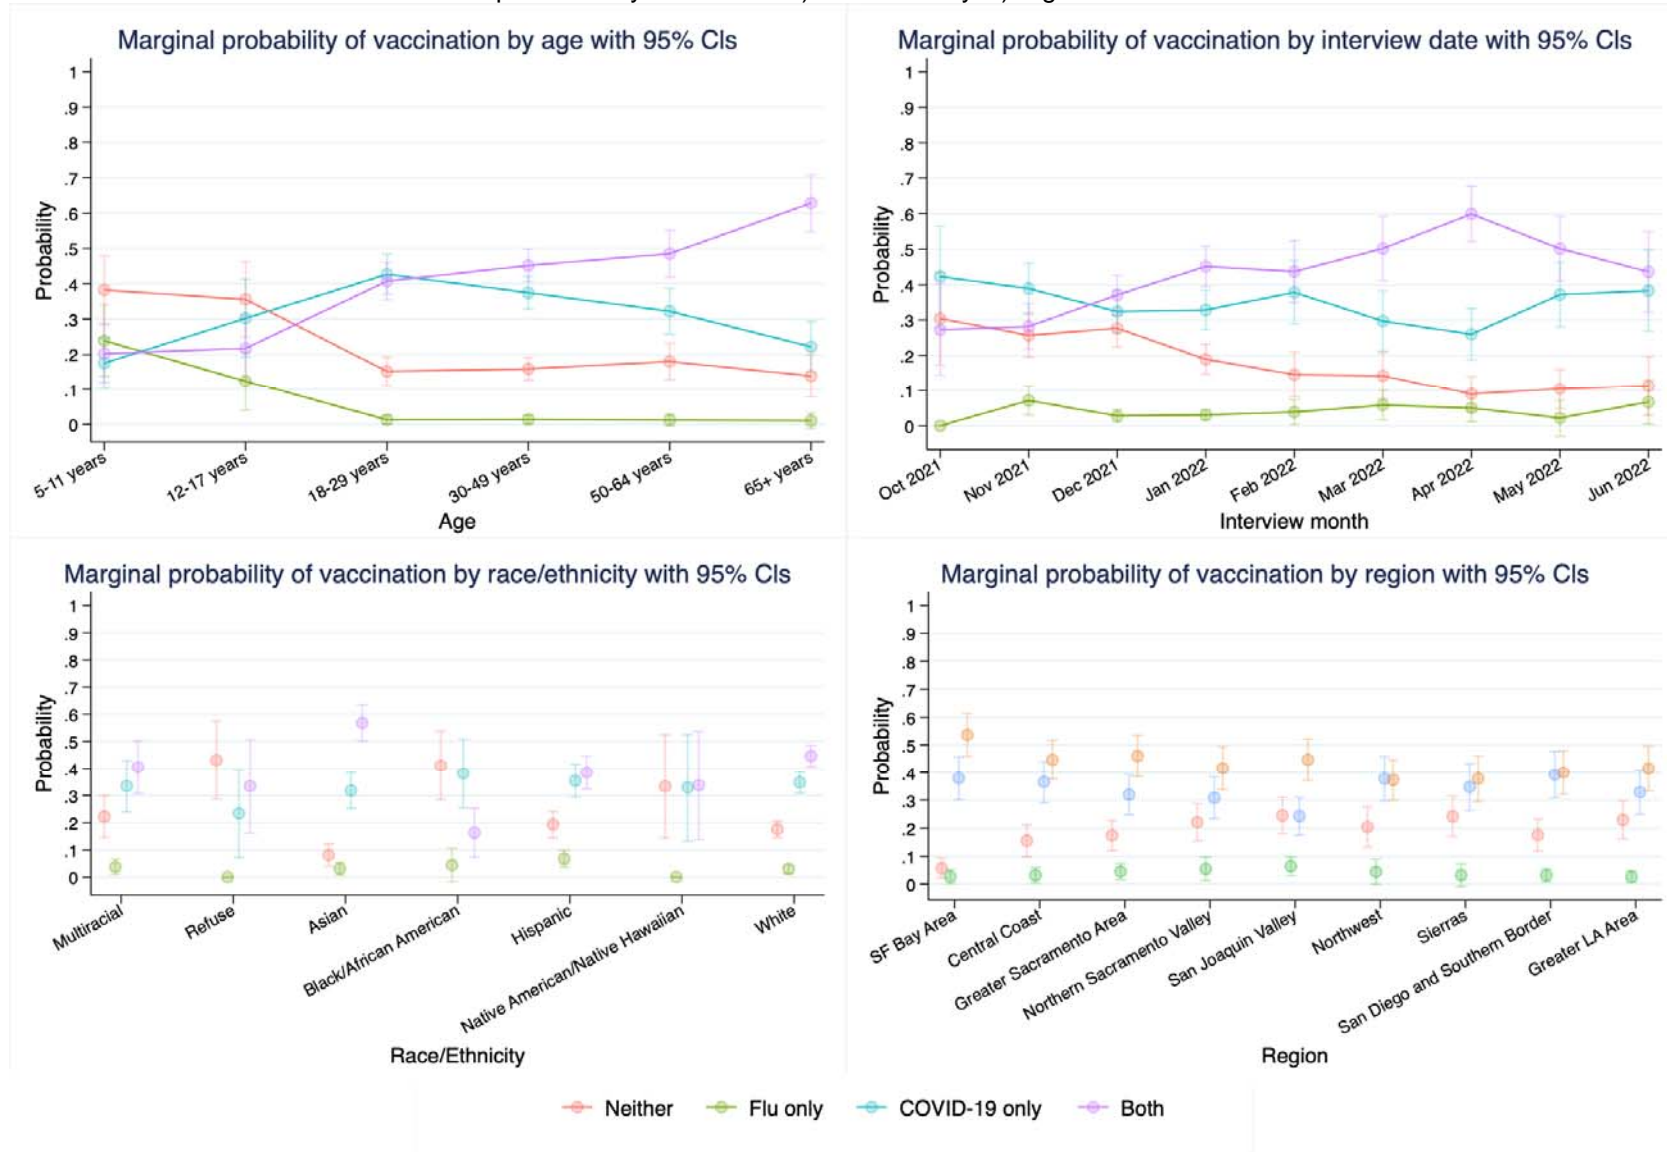 Marginal probability of vaccination by age with 95% CIs
1
.9
.8
.7
.6
.5
.4
.3
.2
.1
0
Probability
5-11 years
12-17 years
18-29 years
30-49 years
50-64 years
65+ years
Age
Marginal probability of vaccination by interview date with 95% CIs
1
.9
.8
.7
.6
.5
.4
.3
.2
.1
0
Probability
Oct 2021
Nov 2021
Dec 2021
Jan 2022
Feb 2022
Mar 2022
Apr 2022
May 2022
Jun 2022
Interview month
Marginal probability of vaccination by race/ethnicity with 95% CIs
1
.9
.8
.7
.6
.5
.4
.3
.2
.1
0
Probability
Multiracial
Refuse
Asian
Black/African American
Hispanic
Native American/Native Hawaiian
White
Race/Ethnicity
Marginal probability of vaccination by region with 95% CIs
1
.9
.8
.7
.6
.5
.4
.3
.2
.1
0
Probability
SF Bay Area
Central Coast
Greater Sacramento Area
Northern Sacramento Valley
San Joaquin Valley
Northwest
Sierras
San Diego and Southern Border
Greater LA Area
Region
Neither
Flu only
COVID-19 only
Both